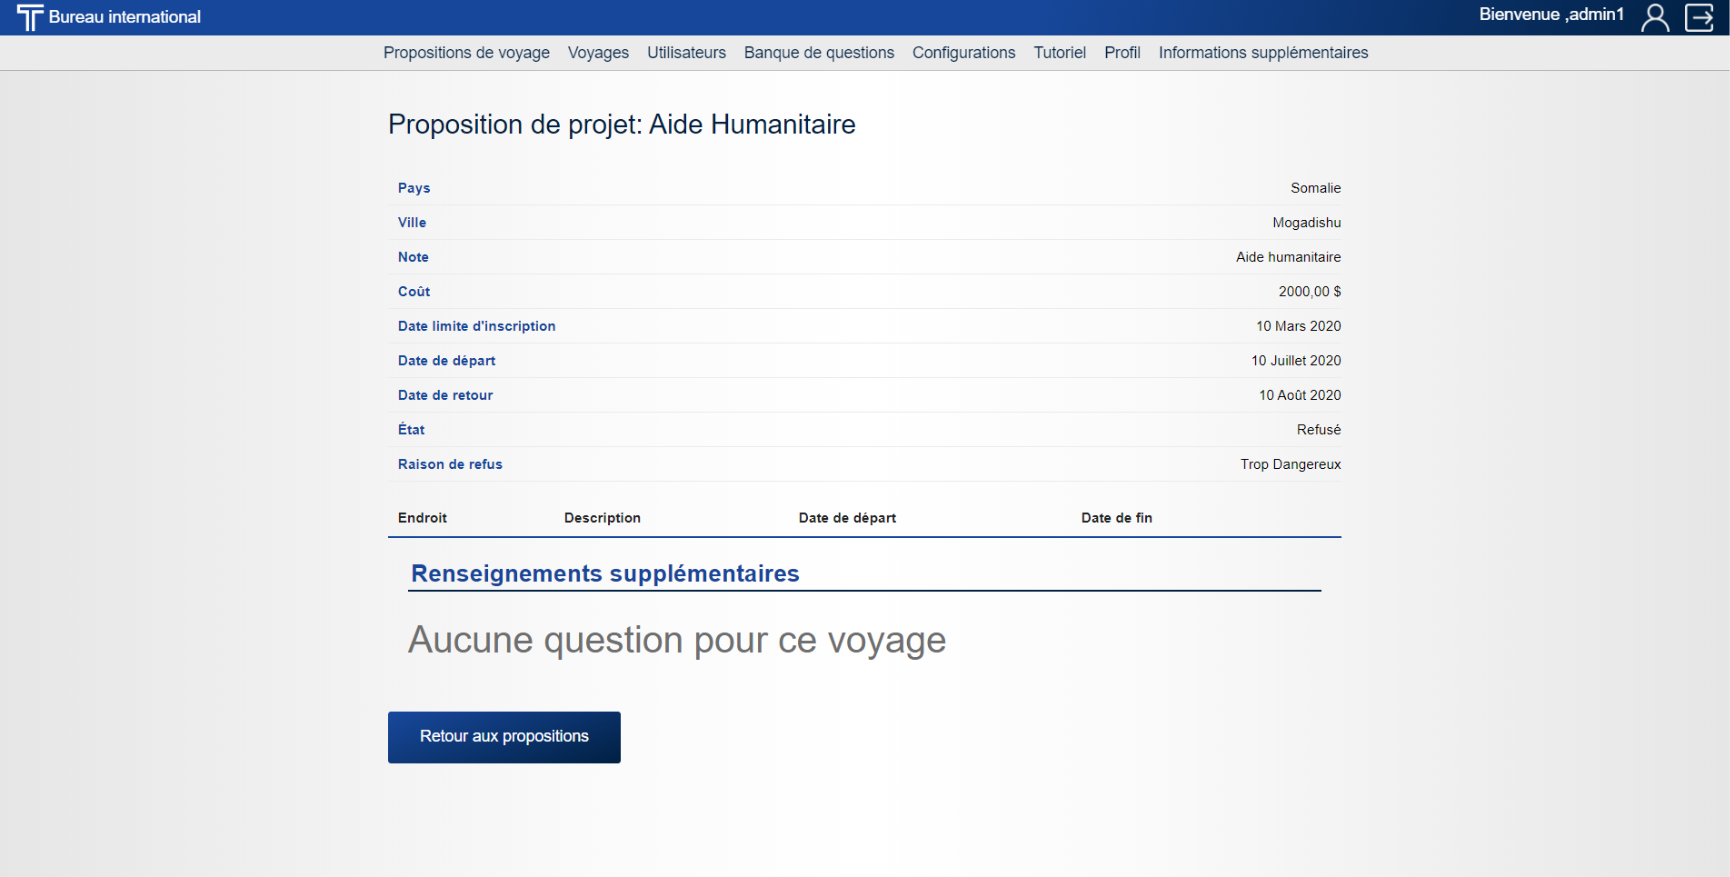 Bureau international
Bienvenue ,admin1
Propositions de voyage Voyages Utilisateurs Banque de questions Configurations Tutoriel Profil Informations supplémentaires
Proposition de projet: Aide Humanitaire
Pays Somalie
Ville Mogadishu
Note Aide humanitaire
Coût 2000,00 $
Date limite d'inscription 10 Mars 2020
Date de départ 10 Juillet 2020
Date de retour 10 Août 2020
État Refusé
Raison de refus Trop Dangereux
Endroit Description Date de départ Date de fin
Renseignements supplémentaires
Aucune question pour ce voyage
Retour aux propositions